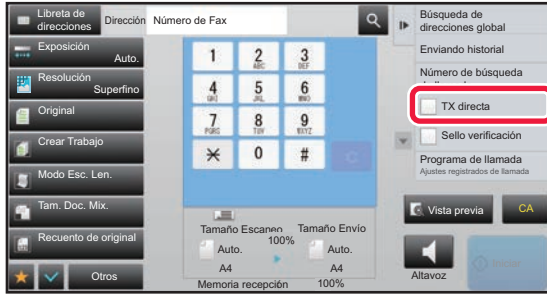 Libreta de
direcciones
Dirección
Número de Fax
Exposición
Auto.
Resolución
Superfino
Original
Crear Trabajo
Modo Esc. Len.
Tam. Doc. Mix.
Recuento de original
Otros
1
2
ABC
3
DEF
4
GHI
5
JKL
6
MNO
7
PQRS
8
TUV
9
WXYZ
0
#
C
Tamaño Escaneo
100%
Tamaño Envío
Auto.
A4
Auto.
A4
Memoria recepción
100%
Búsqueda de
direcciones global
Enviando historial
Número de búsqueda
TX directa
Sello verificación
Programa de llamada
Ajustes registrados de llamada
Vista previa
CA
Altavoz